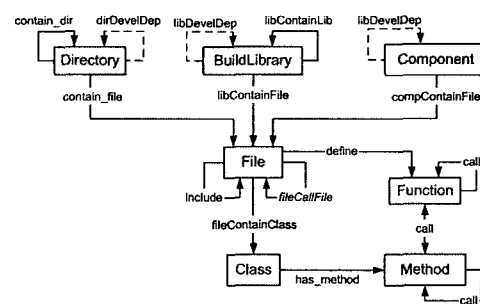 contain_dir dirDevelDep libDevelDep libContainLib libDevelDep
Directory BuildLibrary Component
contain_file libContainFile compContainFile
File define call
Include fileCallFile Function
fileContainClass call
Class has_method Method
call